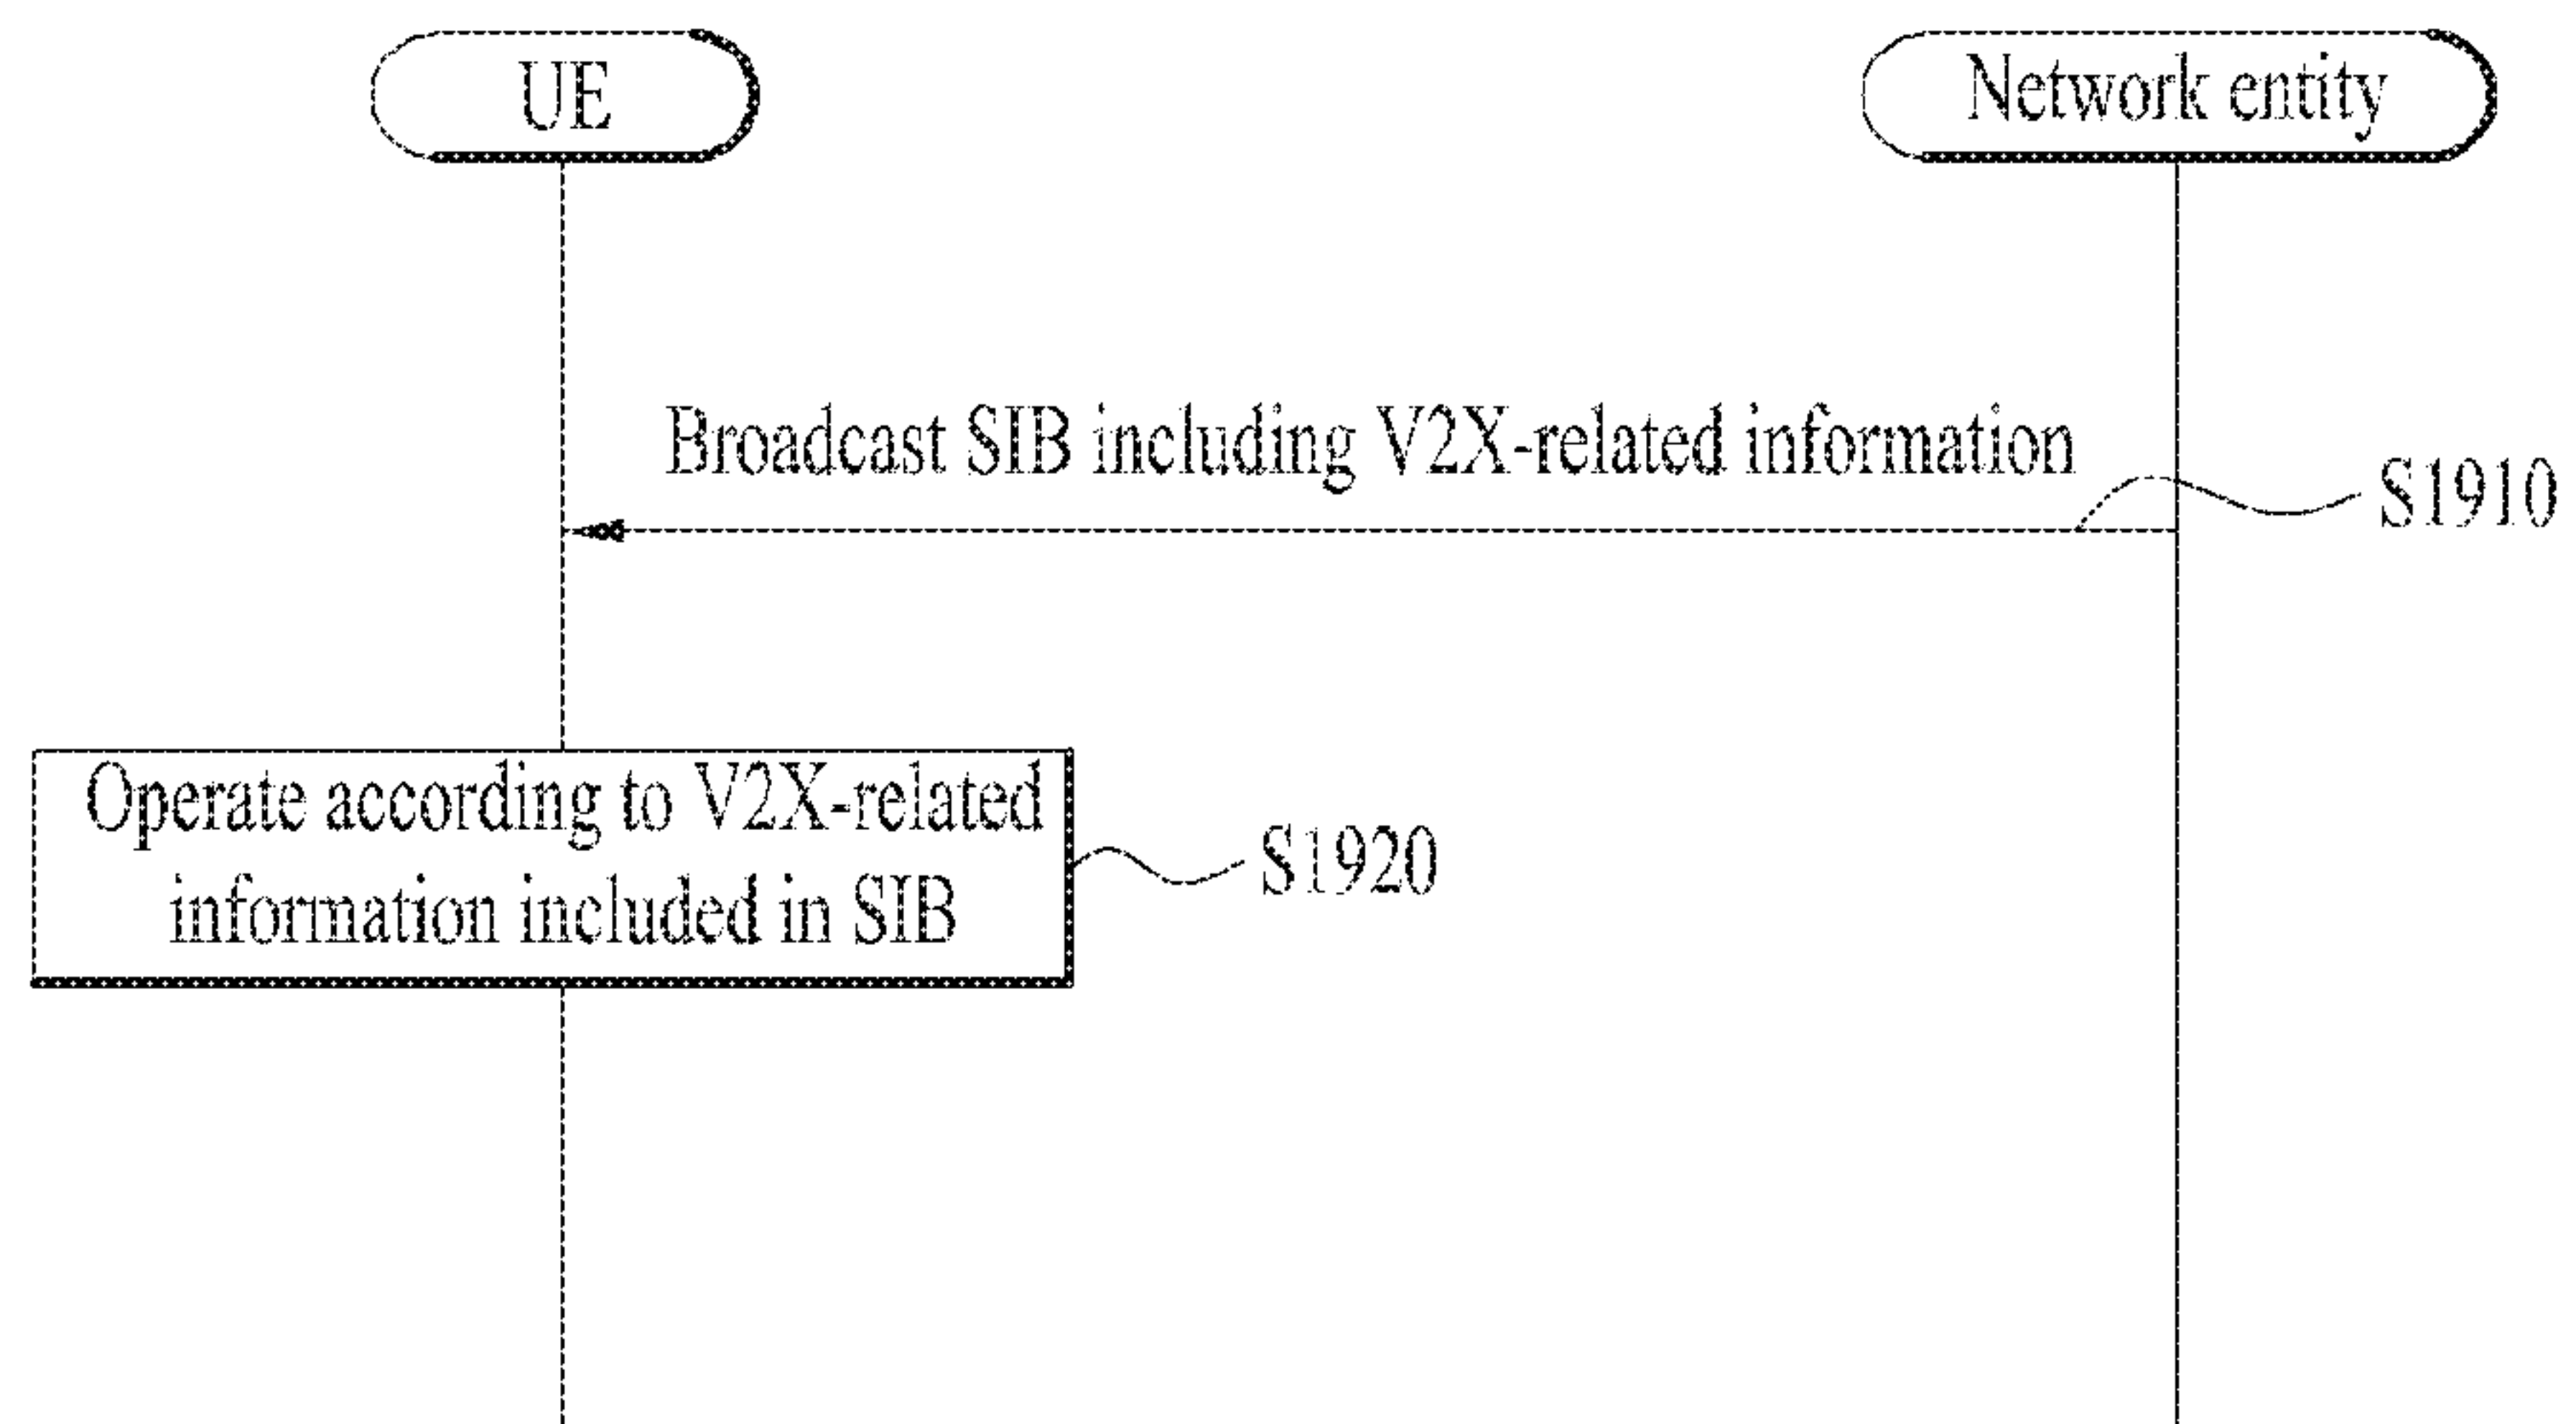 UE
Network entity
Broadcast SIB including V2X-related information
S1910
Operate according to V2X-related
information included in SIB
S1920